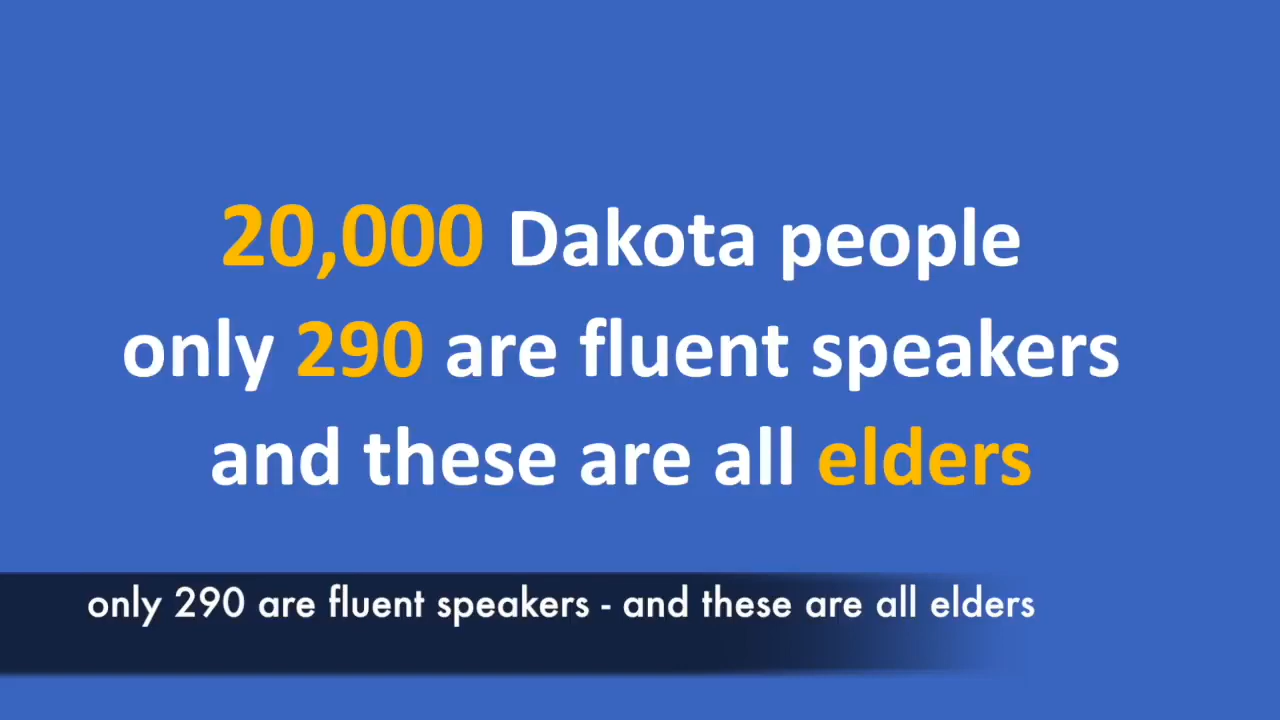 20,000 Dakota people
only 290 are fluent speakers
and these are all elders
only 290 are fluent speakers - and these are all elders